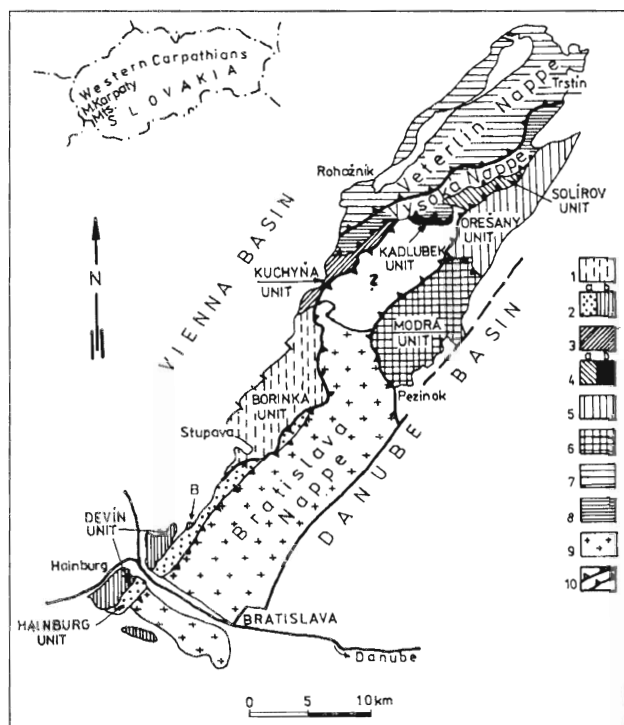 Western Carpathians
M.Karpaty
Mts.
SLOVAKIA
N
VIENNA BASIN
Trstín
Veterlin Nappe
Rohožník
Vysoka Nappe
SOLÍROV
UNIT
OREŠANY
UNIT
KADLUBEK
UNIT
KUCHYŇA
UNIT
?
MODRA
UNIT
BORINKA
UNIT
Pezinok
Stupava
Bratislava
Nappe
DANUBE BASIN
B
DEVÍN
UNIT
Hainburg
HAINBURG
UNIT
BRATISLAVA
Danube
0 5 10km
1
2
3
4
5
6
7
8
9
10